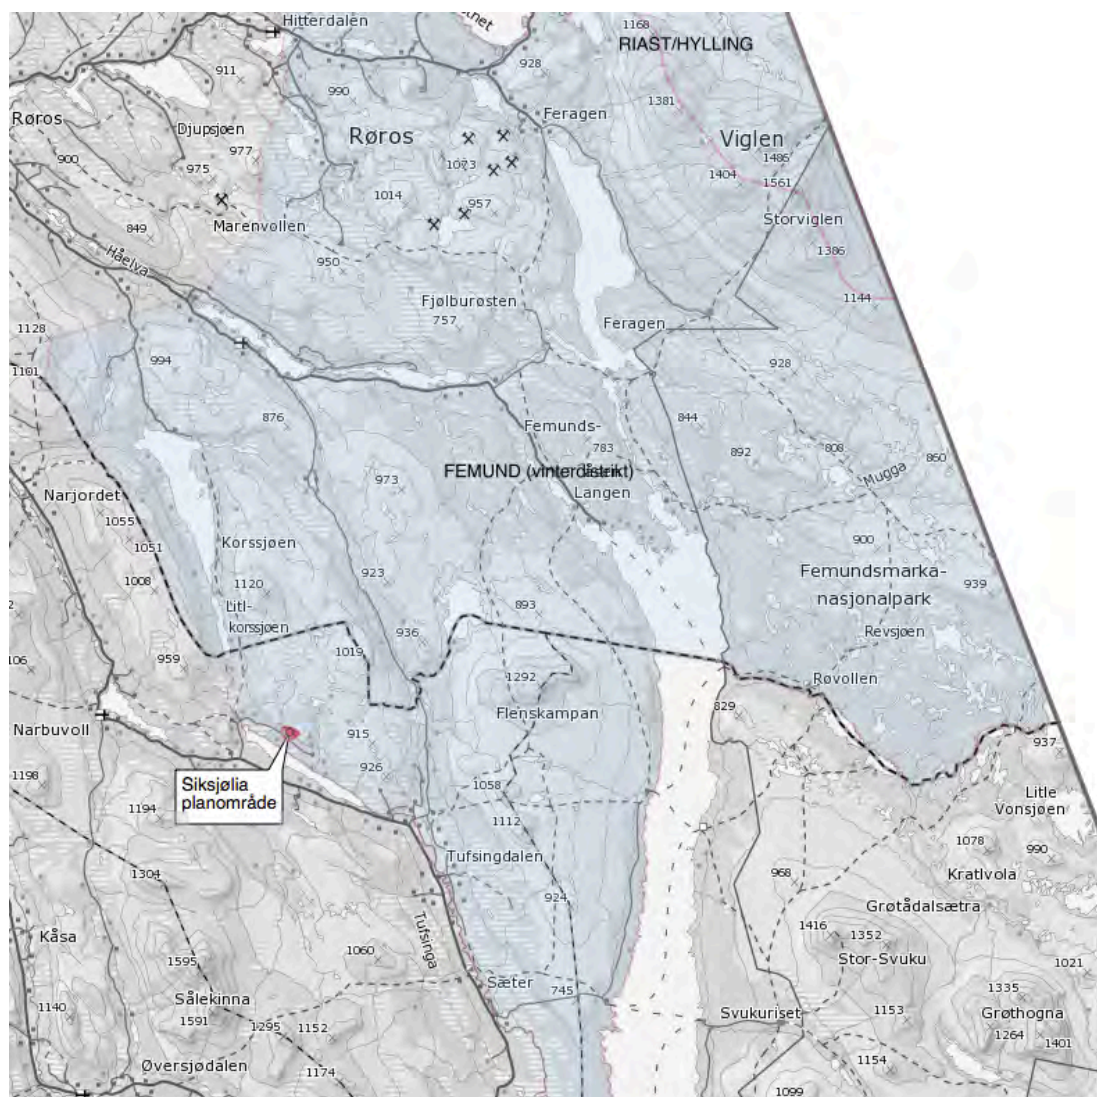 Hitterdalen
1168
RIAST/HYLLING
928
911
990
1381
Feragen
Røros
Djupsjøen
Røros
Viglen
977
900
975
1073
1486
1404
1561
1014
957
Storviglen
849
Marenvollen
Håelva
950
1386
Fjølburøsten
1144
757
Feragen
1128
994
928
1101
876
844
Femunds-
783
892
808
860
FEMUND (vinterdistrikt)
973
Mugga
Narjordet
Langen
1055
1051
Korssjøen
900
1008
1120
923
Femundsmarka-
nasjonalpark
939
893
Litl-
korssjøen
936
Revsjøen
959
1019
106
1292
Røvollen
829
Flenskampan
Narbuvoll
915
937
926
Siksjølia
planområde
1198
1058
Litle
Vonsjøen
1194
1112
1078
990
Tufsingdalen
1304
968
Kratlvola
924
Grøtådalsætra
1416
1352
Kåsa
Tufsinga
1060
Stor-Svuku
1595
1021
Sæter
745
1335
1140
Sålekinna
1591
1295
1152
Svukuriset
1153
Grøthogna
1264
1401
Øversjødalen
1174
1154
1099